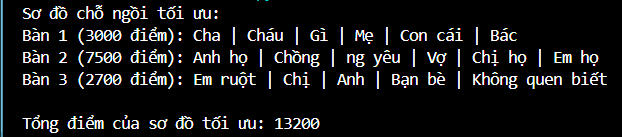 Sơ đồ chỗ ngồi tối ưu:
Bàn 1 (3000 điểm): Cha | Cháu | Gì | Mẹ | Con cái | Bác
Bàn 2 (7500 điểm): Anh họ | Chồng | ng yêu | Vợ | Chị họ | Em họ
Bàn 3 (2700 điểm): Em ruột | Chị | Anh | Bạn bè | Không quen biết
Tổng điểm của sơ đồ tối ưu: 13200